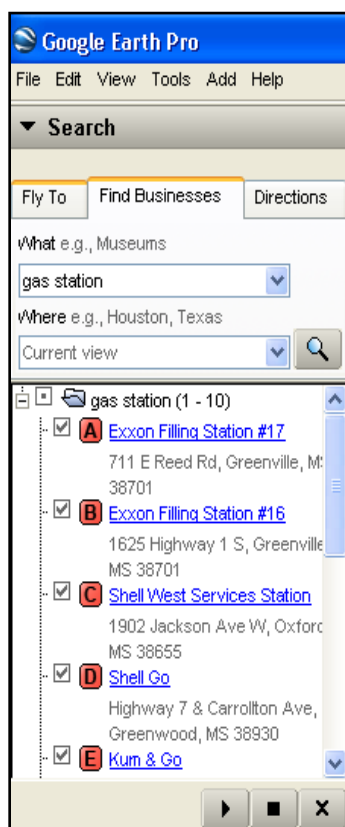 Google Earth Pro
File Edit View Tools Add Help
Search
Fly To Find Businesses Directions
What e.g., Museums
gas station
Where e.g., Houston, Texas
Current view
gas station (1 - 10)
A Exxon Filling Station #17
711 E Reed Rd, Greenville, MS
38701
B Exxon Filling Station #16
1625 Highway 1 S, Greenville
MS 38701
C Shell West Services Station
1902 Jackson Ave W, Oxford
MS 38655
D Shell Go
Highway 7 & Carrollton Ave,
Greenwood, MS 38930
E Kum & Go